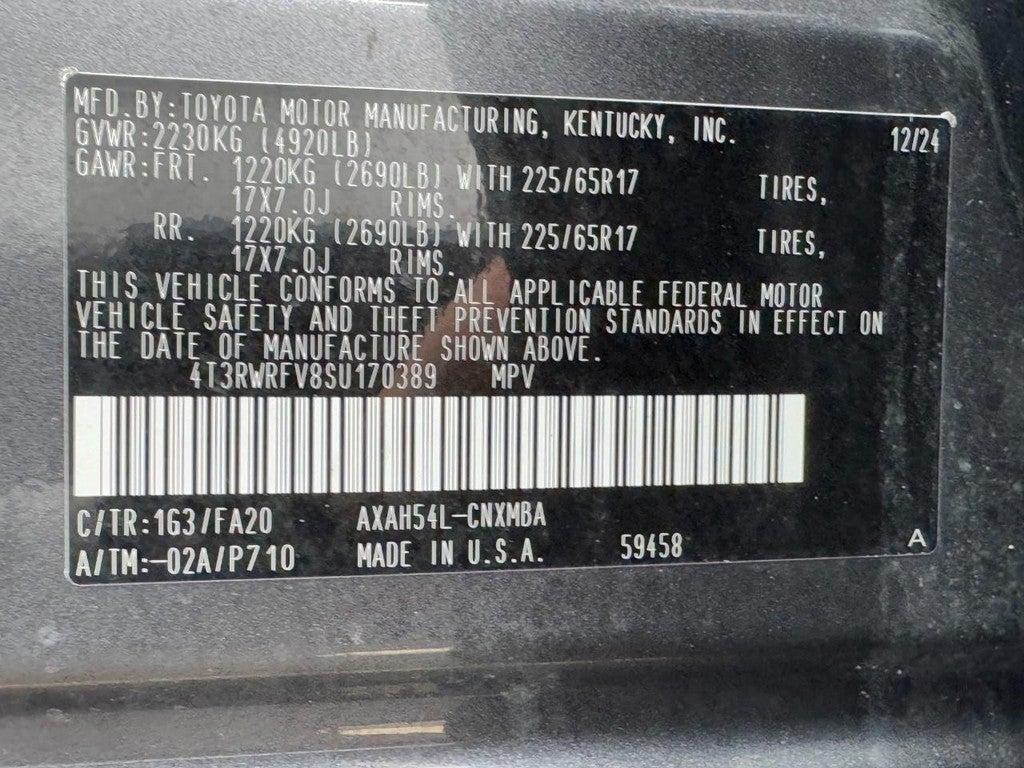 MFD. BY: TOYOTA MOTOR MANUFACTURING, KENTUCKY, INC. 12/24
GVWR: 2230KG (4920LB)
GAWR: FRT. 1220KG (2690LB) WITH 225/65R17 TIRES,
17X7.0J RIMS.
RR. 1220KG (2690LB) WITH 225/65R17 TIRES,
17X7.0J RIMS.
THIS VEHICLE CONFORMS TO ALL APPLICABLE FEDERAL MOTOR
VEHICLE SAFETY AND THEFT PREVENTION STANDARDS IN EFFECT ON
THE DATE OF MANUFACTURE SHOWN ABOVE.
4T3RWRFV8SU170389 MPV
C/TR: 1G3/FA20 AXAH54L-CNXMBA
A/TM: -02A/P710 MADE IN U.S.A. 59458 A